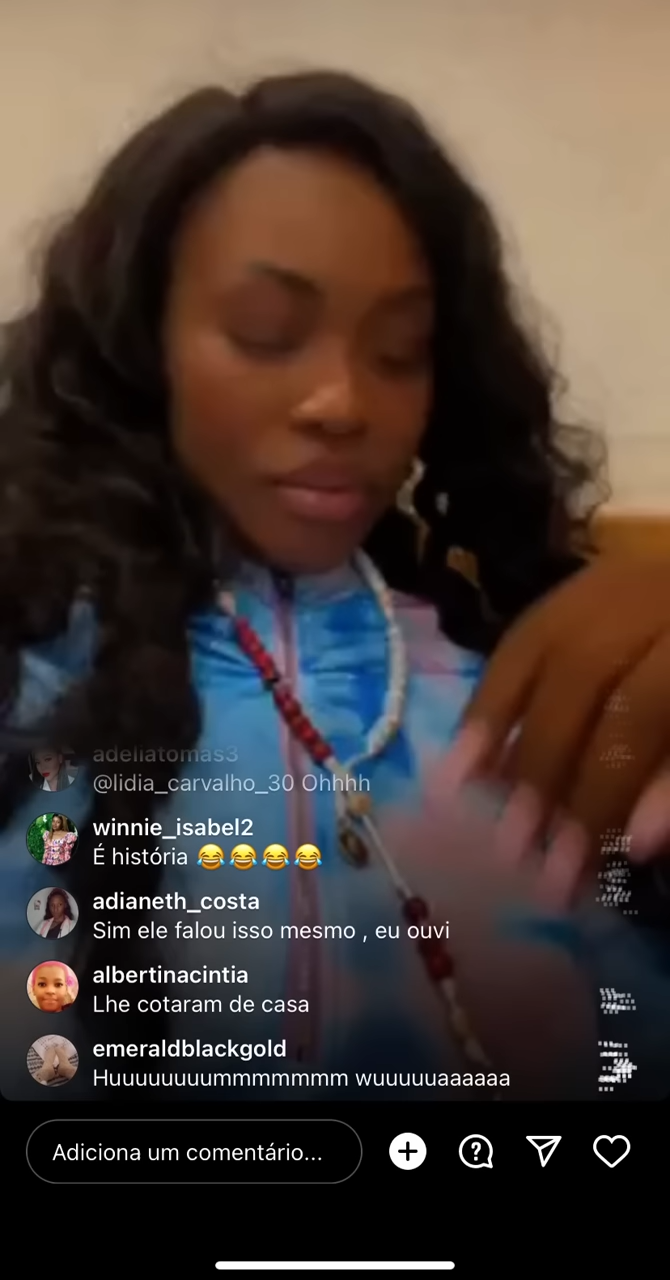 adeliatomas3
@lidia_carvalho_30 Ohhhh
winnie_isabel2
É história 😂😂😂😂
adianeth_costa
Sim ele falou isso mesmo , eu ouvi
albertinacintia
Lhe cotaram de casa
emeraldblackgold
Huuuuuuuummmmmmm wuuuuuaaaaaa
Adiciona um comentário...